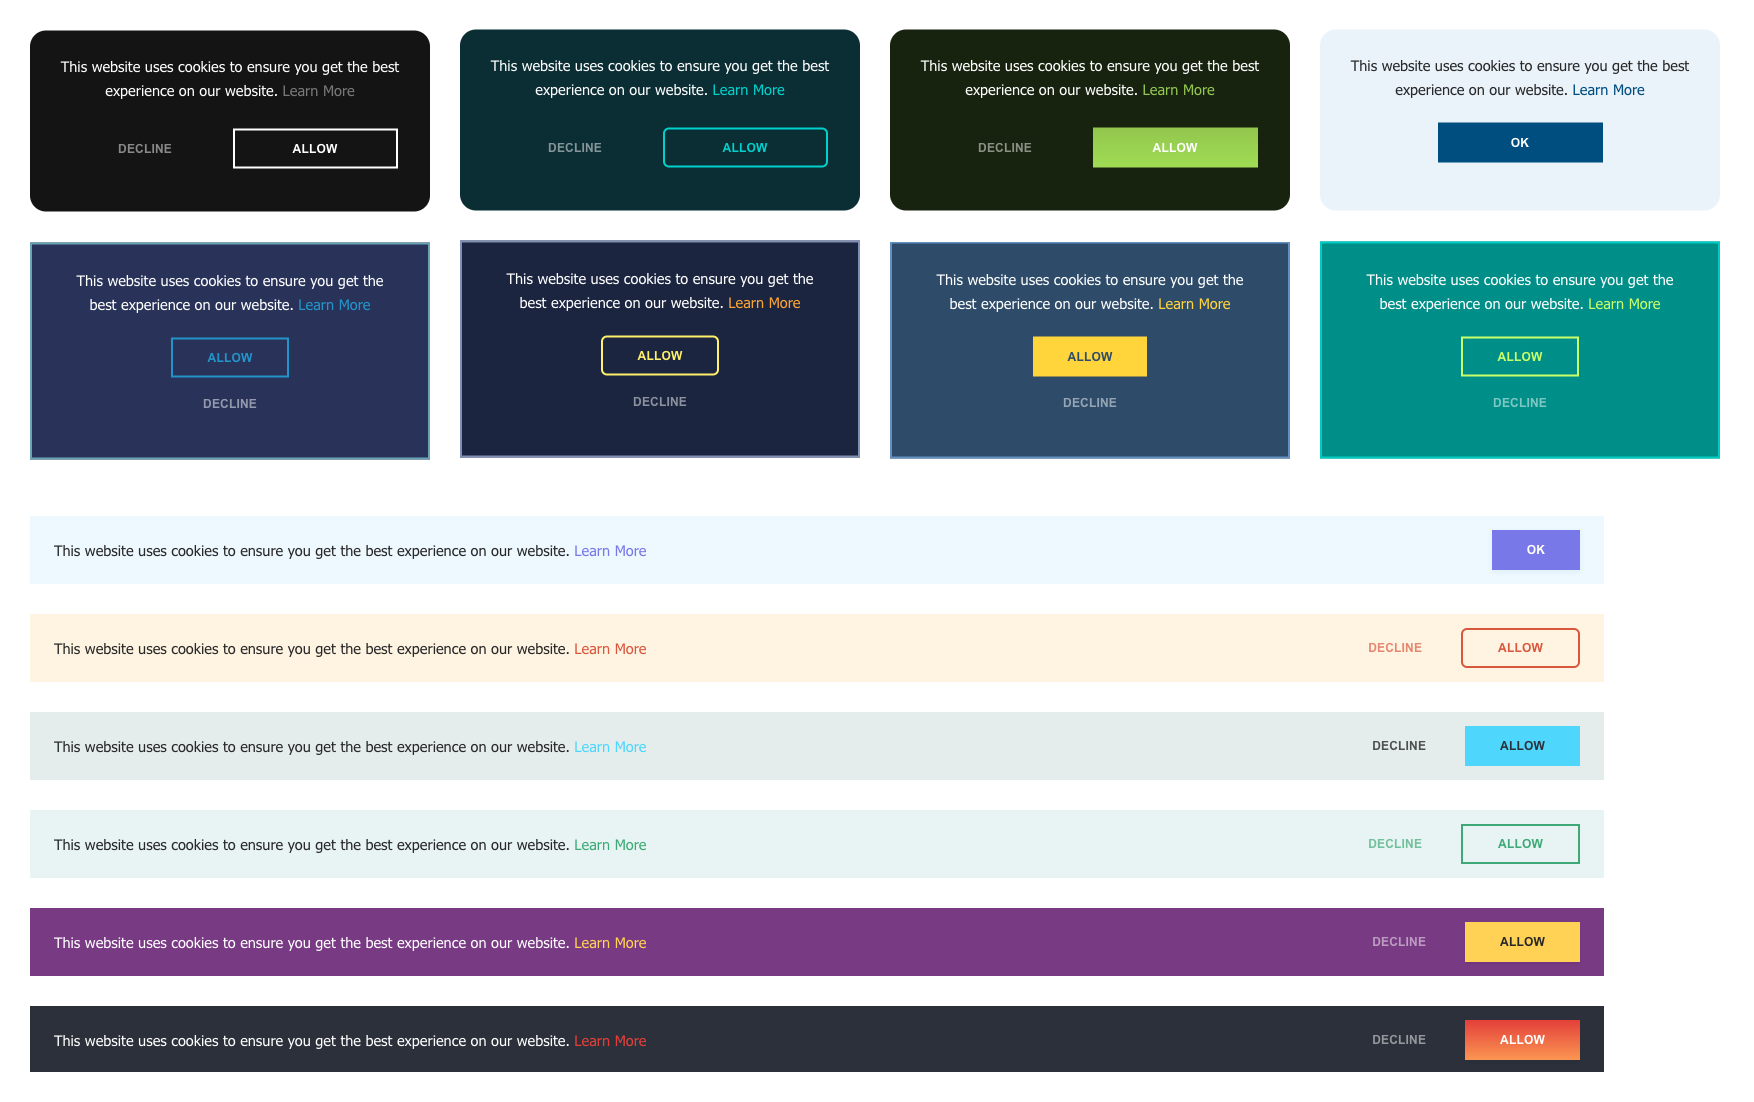 This website uses cookies to ensure you get the best
experience on our website. Learn More
DECLINE ALLOW
This website uses cookies to ensure you get the best
experience on our website. Learn More
DECLINE ALLOW
This website uses cookies to ensure you get the best
experience on our website. Learn More
DECLINE ALLOW
This website uses cookies to ensure you get the best
experience on our website. Learn More
OK
This website uses cookies to ensure you get the
best experience on our website. Learn More
ALLOW
DECLINE
This website uses cookies to ensure you get the
best experience on our website. Learn More
ALLOW
DECLINE
This website uses cookies to ensure you get the
best experience on our website. Learn More
ALLOW
DECLINE
This website uses cookies to ensure you get the
best experience on our website. Learn More
ALLOW
DECLINE
This website uses cookies to ensure you get the best experience on our website. Learn More OK
This website uses cookies to ensure you get the best experience on our website. Learn More DECLINE ALLOW
This website uses cookies to ensure you get the best experience on our website. Learn More DECLINE ALLOW
This website uses cookies to ensure you get the best experience on our website. Learn More DECLINE ALLOW
This website uses cookies to ensure you get the best experience on our website. Learn More DECLINE ALLOW
This website uses cookies to ensure you get the best experience on our website. Learn More DECLINE ALLOW